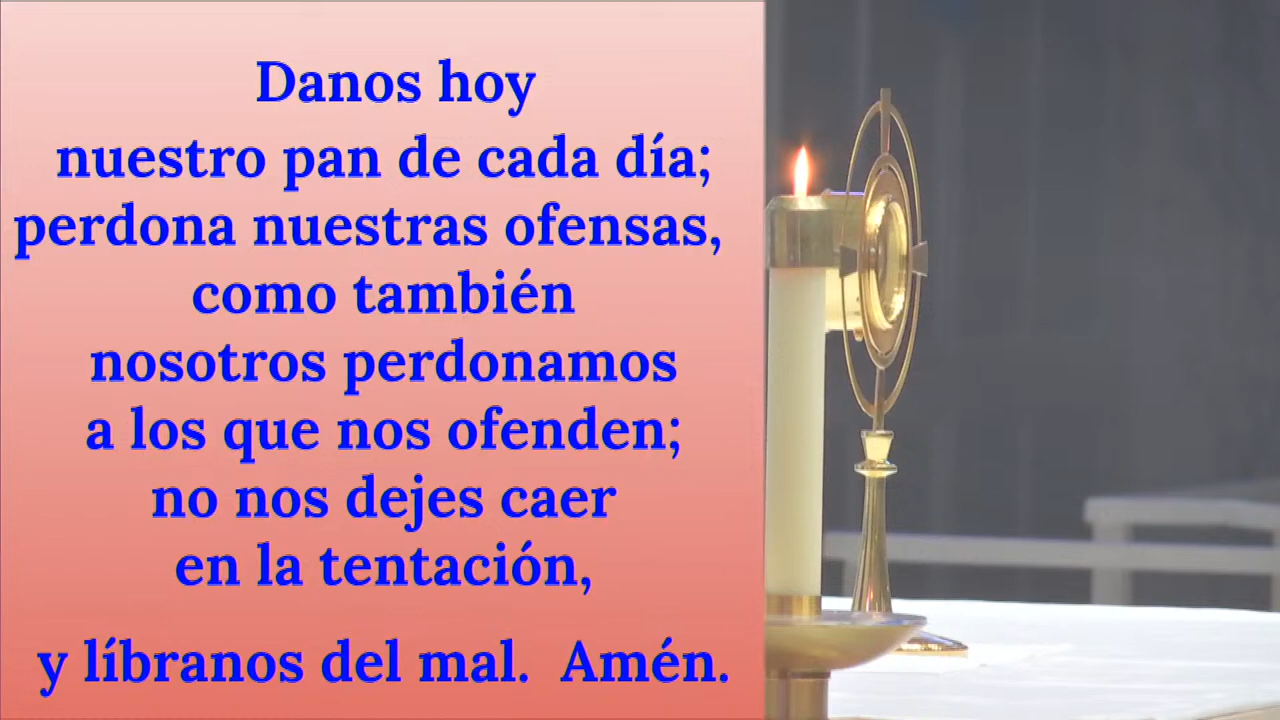 Danos hoy
nuestro pan de cada día;
perdona nuestras ofensas,
como también
nosotros perdonamos
a los que nos ofenden;
no nos dejes caer
en la tentación,
y líbranos del mal.  Amén.